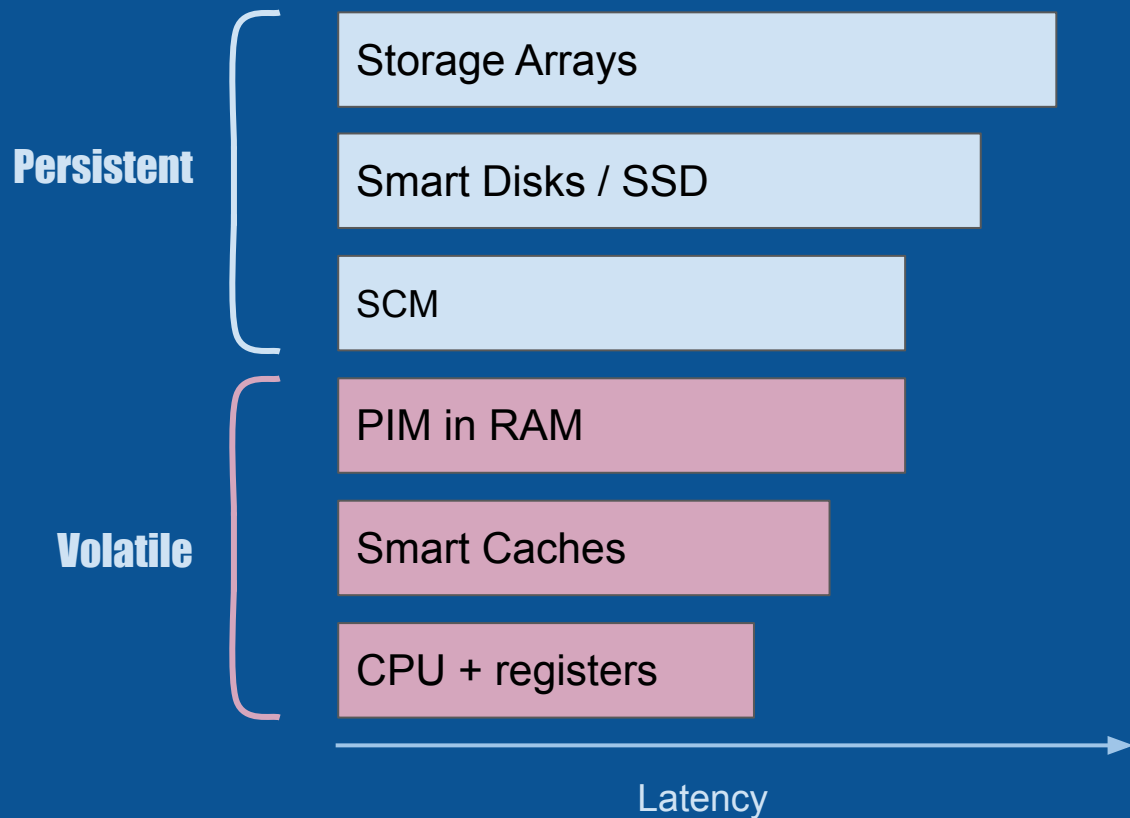 Storage Arrays
Persistent
Smart Disks / SSD
SCM
PIM in RAM
Volatile
Smart Caches
CPU + registers
Latency